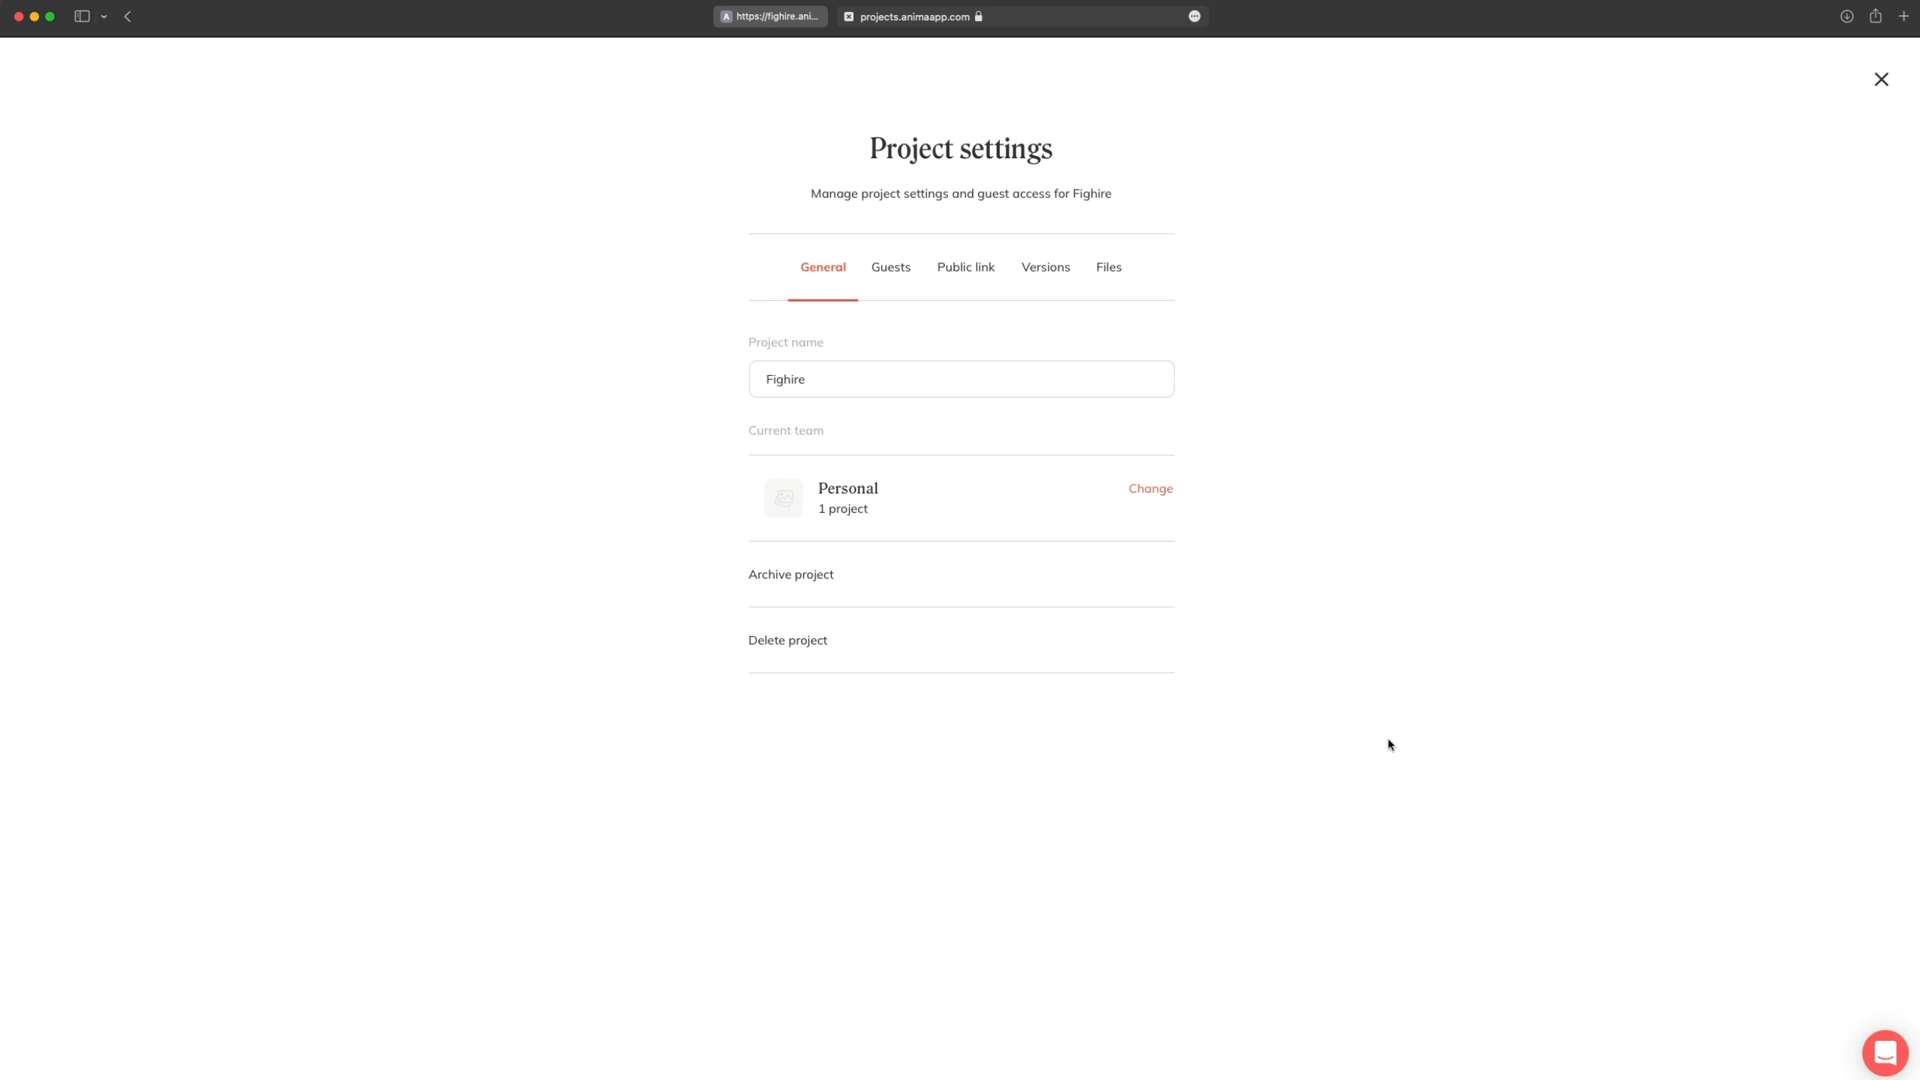 A https://fighire.ani...
projects.animaapp.com
Project settings
Manage project settings and guest access for Fighire
General Guests Public link Versions Files
Project name
Fighire
Current team
Personal
Change
1 project
Archive project
Delete project